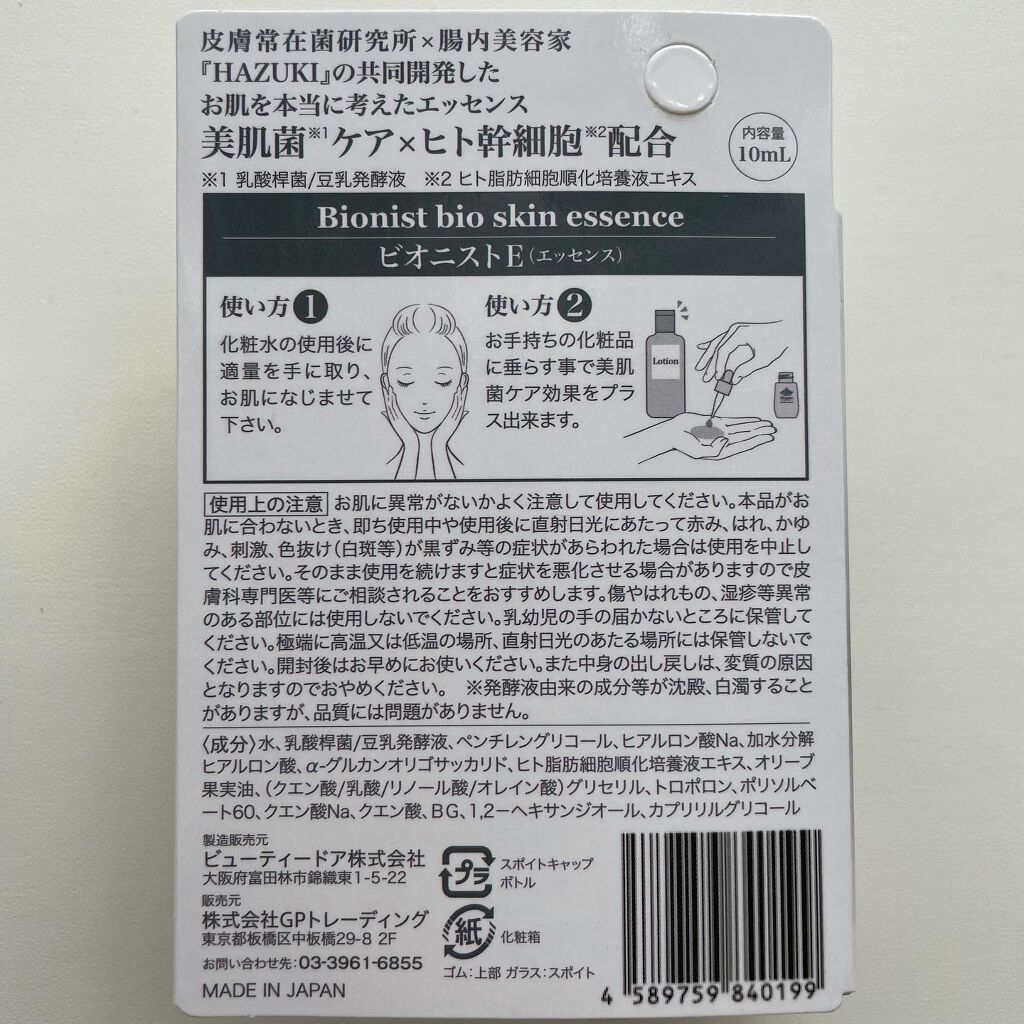 皮膚常在菌研究所×腸内美容家
『HAZUKI』の共同開発した
お肌を本当に考えたエッセンス
美肌菌※1ケア×ヒト幹細胞※2配合
内容量
10mL
※1 乳酸桿菌/豆乳発酵液 ※2 ヒト脂肪細胞順化培養液エキス
Bionist bio skin essence
ビオニストE（エッセンス）
使い方1
化粧水の使用後に
適量を手に取り、
お肌になじませて
下さい。
使い方2
お手持ちの化粧品
に垂らす事で美肌
菌ケア効果をプラ
ス出来ます。
Lotion
使用上の注意 お肌に異常がないかよく注意して使用してください。本品がお
肌に合わないとき、即ち使用中や使用後に直射日光にあたって赤み、はれ、かゆ
み、刺激、色抜け（白斑等）が黒ずみ等の症状があらわれた場合は使用を中止し
てください。そのまま使用を続けますと症状を悪化させる場合がありますので皮
膚科専門医等にご相談されることをおすすめします。傷やはれもの、湿疹等異常
のある部位には使用しないでください。乳幼児の手の届かないところに保管して
ください。極端に高温又は低温の場所、直射日光のあたる場所には保管しないで
ください。開封後はお早めにお使いください。また中身の出し戻しは、変質の原因
となりますのでおやめください。 ※発酵液由来の成分等が沈殿、白濁すること
がありますが、品質には問題がありません。
〈成分〉水、乳酸桿菌/豆乳発酵液、ペンチレングリコール、ヒアルロン酸Na、加水分解
ヒアルロン酸、α-グルカンオリゴサッカリド、ヒト脂肪細胞順化培養液エキス、オリーブ
果実油、（クエン酸/乳酸/リノール酸/オレイン酸）グリセリル、トロポロン、ポリソルベ
ート60、クエン酸Na、クエン酸、BG、1,2－ヘキサンジオール、カプリリルグリコール
製造販売元
ビューティードア株式会社
大阪府富田林市錦織東1-5-22
販売元
株式会社GPトレーディング
東京都板橋区中板橋29-8 2F
お問い合わせ先：03-3961-6855
MADE IN JAPAN
プラ
スポイトキャップ
ボトル
紙
化粧箱
ゴム：上部 ガラス：スポイト
4 589759 840199